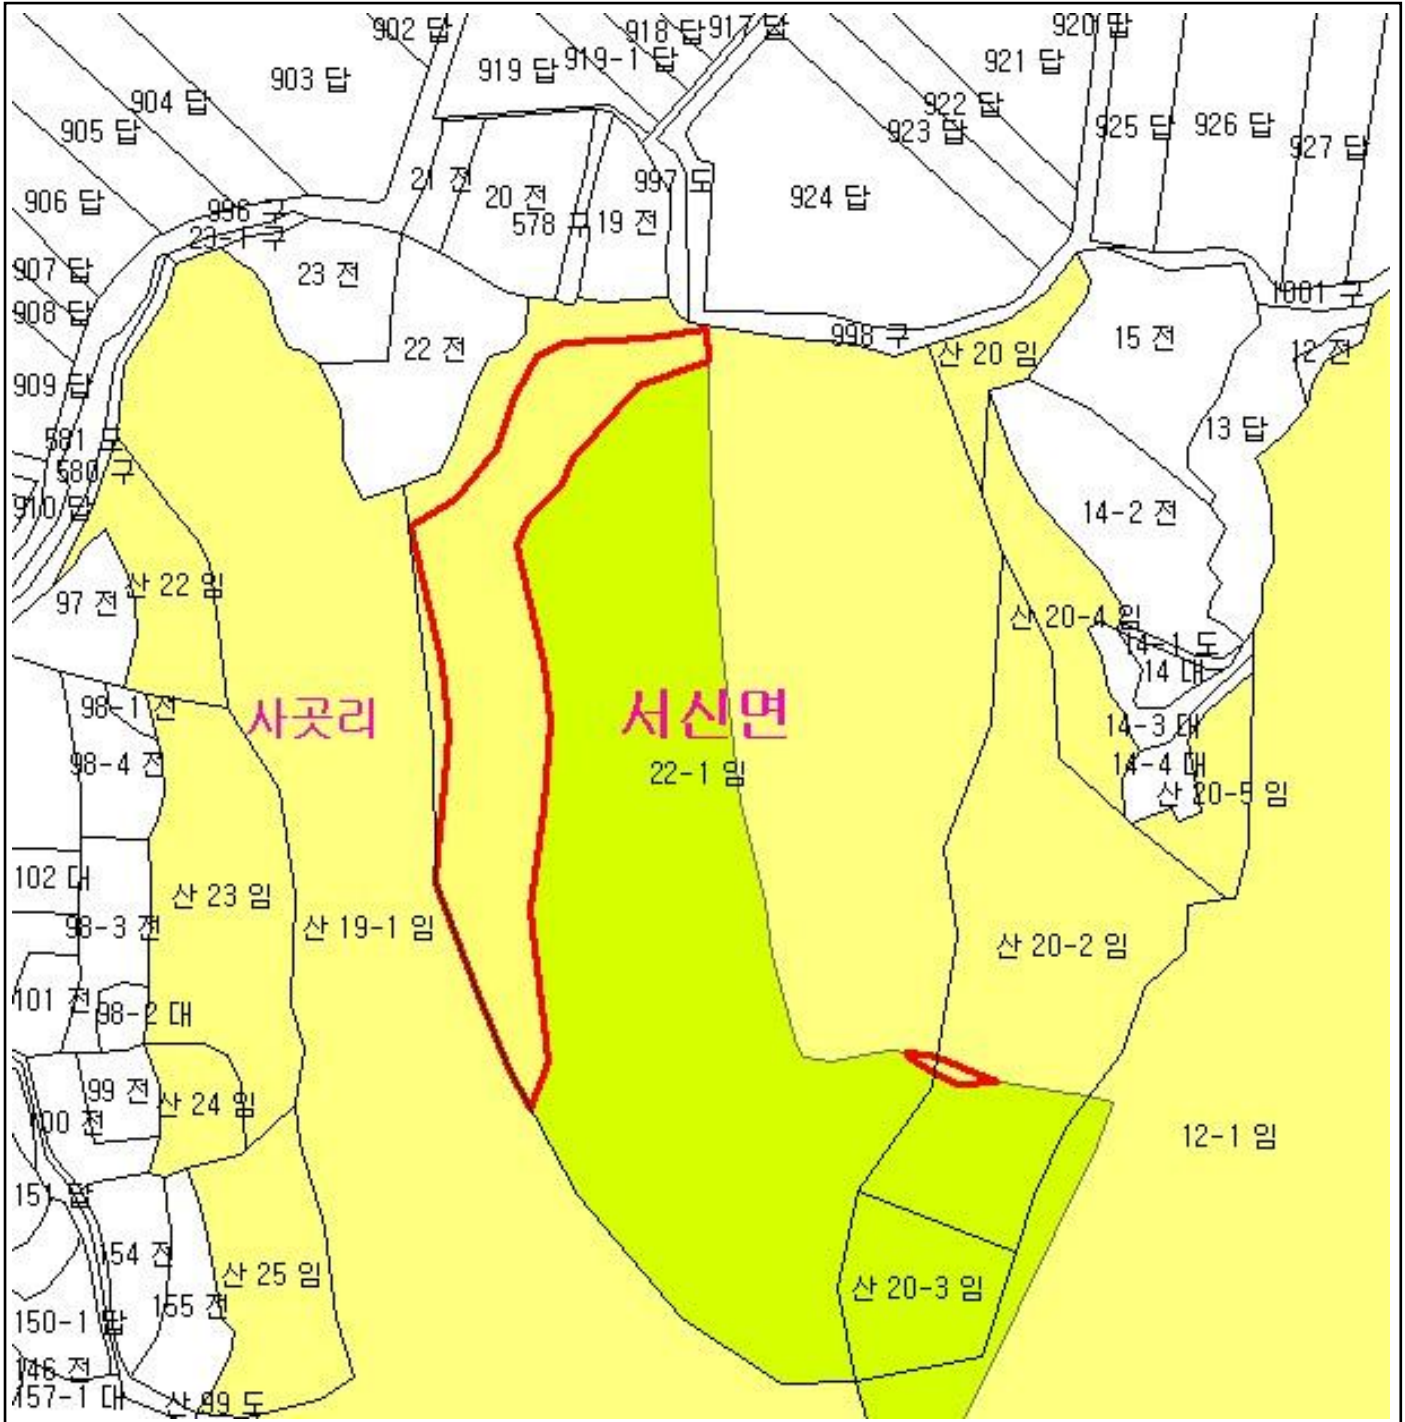 902 답
918 답
917 답
920 답
903 답
919 답
919-1 답
921 답
904 답
922 답
905 답
923 답
925 답
926 답
927 답
906 답
21 전
20 전
997 도
924 답
996 구
578 구
19 전
23-1 구
907 답
23 전
1001 구
908 답
22 전
998 구
산 20 임
15 전
12 전
909 답
581 도
13 답
580 구
910 답
14-2 전
97 전
산 22 임
산 20-4 임
14-1 도
14 대
98-1 전
사곳리
서신면
14-3 대
98-4 전
22-1 임
14-4 대
산 20-5 임
102 대
산 23 임
98-3 전
산 19-1 임
산 20-2 임
101 전
98-2 대
99 전
산 24 임
100 전
12-1 임
151 답
154 전
산 25 임
산 20-3 임
155 전
150-1 답
146 전
457-1 대
산 99 도